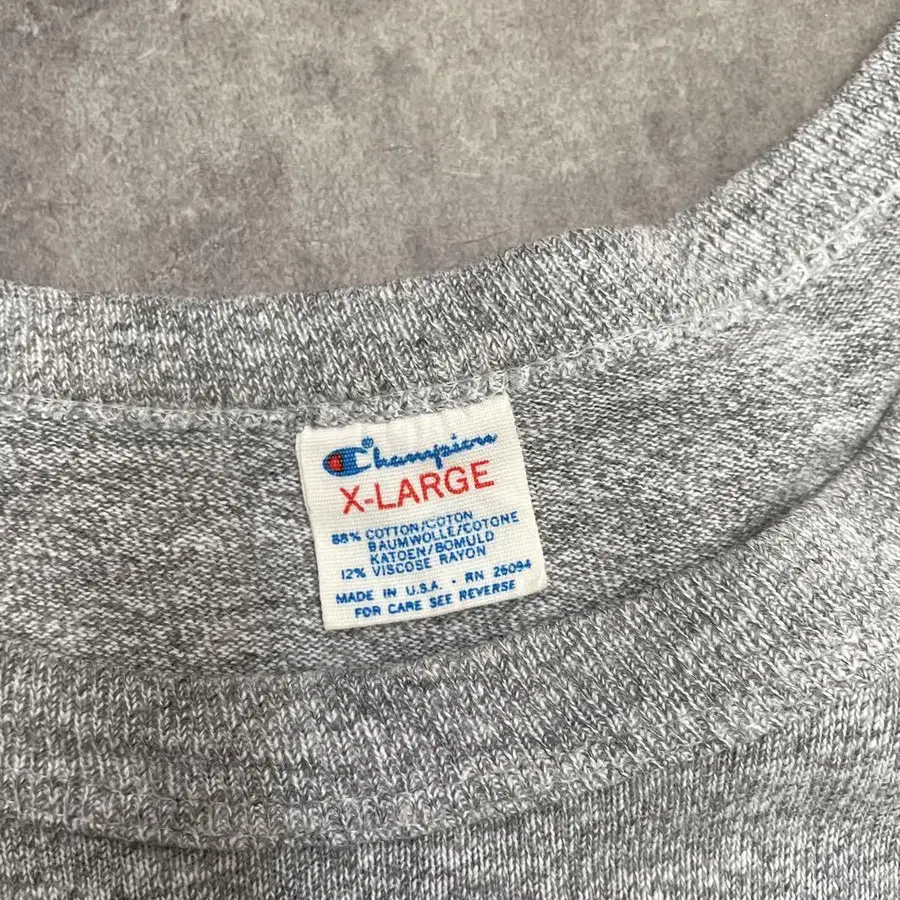 Champion
X-LARGE
88% COTTON/COTON
BAUMWOLLE/COTONE
KATOEN/BOMULD
12% VISCOSE RAYON
MADE IN U.S.A. · RN 26094
FOR CARE SEE REVERSE